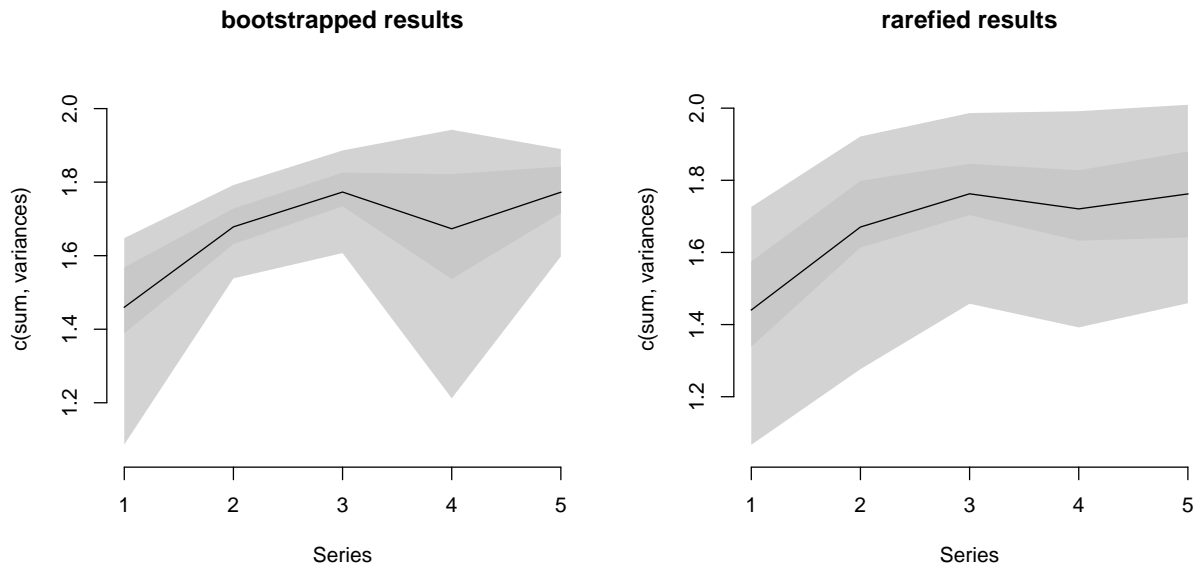 bootstrapped results
c(sum, variances)
2.0
1.8
1.6
1.4
1.2
1 2 3 4 5
Series
rarefied results
c(sum, variances)
2.0
1.8
1.6
1.4
1.2
1 2 3 4 5
Series